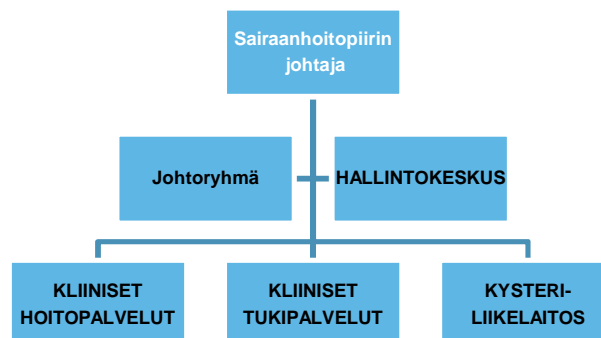 Sairaanhoitopiirin
johtaja
Johtoryhmä
HALLINTOKESKUS
KLIINISET
HOITOPALVELUT
KLIINISET
TUKIPALVELUT
KYSTERI-
LIIKELAITOS